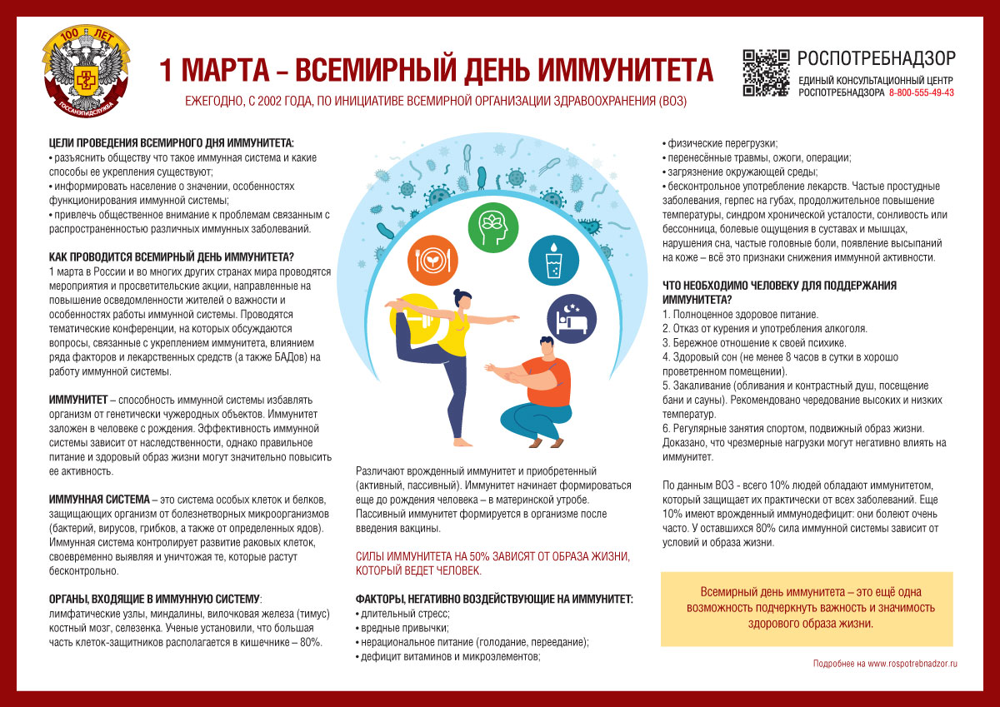 100 ЛЕТ
ГОССАНЭПИДСЛУЖБА
1 МАРТА – ВСЕМИРНЫЙ ДЕНЬ ИММУНИТЕТА
ЕЖЕГОДНО, С 2002 ГОДА, ПО ИНИЦИАТИВЕ ВСЕМИРНОЙ ОРГАНИЗАЦИИ ЗДРАВООХРАНЕНИЯ (ВОЗ)
РОСПОТРЕБНАДЗОР
ЕДИНЫЙ КОНСУЛЬТАЦИОННЫЙ ЦЕНТР
РОСПОТРЕБНАДЗОРА 8-800-555-49-43
ЦЕЛИ ПРОВЕДЕНИЯ ВСЕМИРНОГО ДНЯ ИММУНИТЕТА:
• разъяснить обществу что такое иммунная система и какие
способы ее укрепления существуют;
• информировать население о значении, особенностях
функционирования иммунной системы;
• привлечь общественное внимание к проблемам связанным с
распространенностью различных иммунных заболеваний.
КАК ПРОВОДИТСЯ ВСЕМИРНЫЙ ДЕНЬ ИММУНИТЕТА?
1 марта в России и во многих других странах мира проводятся
мероприятия и просветительские акции, направленные на
повышение осведомленности жителей о важности и
особенностях работы иммунной системы. Проводятся
тематические конференции, на которых обсуждаются
вопросы, связанные с укреплением иммунитета, влиянием
ряда факторов и лекарственных средств (а также БАДов) на
работу иммунной системы.
ИММУНИТЕТ – способность иммунной системы избавлять
организм от генетически чужеродных объектов. Иммунитет
заложен в человеке с рождения. Эффективность иммунной
системы зависит от наследственности, однако правильное
питание и здоровый образ жизни могут значительно повысить
ее активность.
ИММУННАЯ СИСТЕМА – это система особых клеток и белков,
защищающих организм от болезнетворных микроорганизмов
(бактерий, вирусов, грибков, а также от определенных ядов).
Иммунная система контролирует развитие раковых клеток,
своевременно выявляя и уничтожая те, которые растут
бесконтрольно.
ОРГАНЫ, ВХОДЯЩИЕ В ИММУННУЮ СИСТЕМУ:
лимфатические узлы, миндалины, вилочковая железа (тимус)
костный мозг, селезенка. Ученые установили, что большая
часть клеток-защитников располагается в кишечнике – 80%.
Различают врожденный иммунитет и приобретенный
(активный, пассивный). Иммунитет начинает формироваться
еще до рождения человека – в материнской утробе.
Пассивный иммунитет формируется в организме после
введения вакцины.
СИЛЫ ИММУНИТЕТА НА 50% ЗАВИСЯТ ОТ ОБРАЗА ЖИЗНИ,
КОТОРЫЙ ВЕДЕТ ЧЕЛОВЕК.
ФАКТОРЫ, НЕГАТИВНО ВОЗДЕЙСТВУЮЩИЕ НА ИММУНИТЕТ:
• длительный стресс;
• вредные привычки;
• нерациональное питание (голодание, переедание);
• дефицит витаминов и микроэлементов;
• физические перегрузки;
• перенесённые травмы, ожоги, операции;
• загрязнение окружающей среды;
• бесконтрольное употребление лекарств. Частые простудные
заболевания, герпес на губах, продолжительное повышение
температуры, синдром хронической усталости, сонливость или
бессонница, болевые ощущения в суставах и мышцах,
нарушения сна, частые головные боли, появление высыпаний
на коже – всё это признаки снижения иммунной активности.
ЧТО НЕОБХОДИМО ЧЕЛОВЕКУ ДЛЯ ПОДДЕРЖАНИЯ
ИММУНИТЕТА?
1. Полноценное здоровое питание.
2. Отказ от курения и употребления алкоголя.
3. Бережное отношение к своей психике.
4. Здоровый сон (не менее 8 часов в сутки в хорошо
проветренном помещении).
5. Закаливание (обливания и контрастный душ, посещение
бани и сауны). Рекомендовано чередование высоких и низких
температур.
6. Регулярные занятия спортом, подвижный образ жизни.
Доказано, что чрезмерные нагрузки могут негативно влиять на
иммунитет.
По данным ВОЗ - всего 10% людей обладают иммунитетом,
который защищает их практически от всех заболеваний. Еще
10% имеют врожденный иммунодефицит: они болеют очень
часто. У оставшихся 80% сила иммунной системы зависит от
условий и образа жизни.
Всемирный день иммунитета – это ещё одна
возможность подчеркнуть важность и значимость
здорового образа жизни.
Подробнее на www.rospotrebnadzor.ru